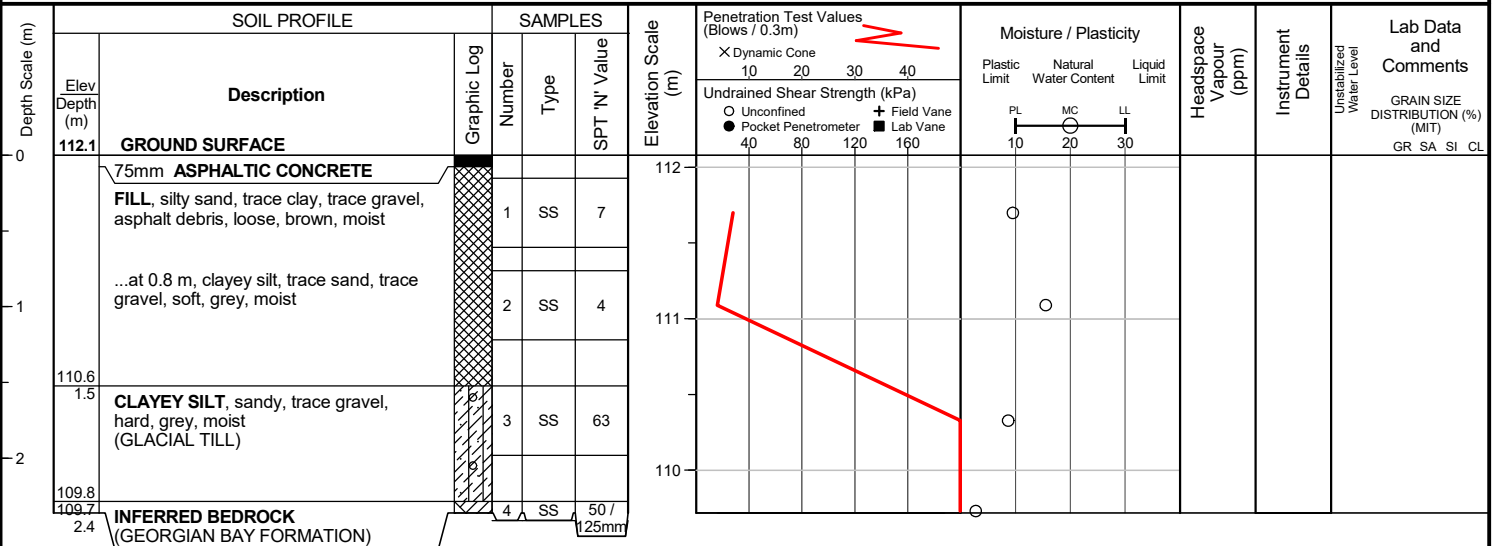 SOIL PROFILE
SAMPLES
Depth Scale (m)
Elev
Depth
(m)
Description
Graphic Log
Number
Type
SPT 'N' Value
Elevation Scale
(m)
Penetration Test Values
(Blows / 0.3m)
× Dynamic Cone
10 20 30 40
Undrained Shear Strength (kPa)
Unconfined + Field Vane
Pocket Penetrometer Lab Vane
40 80 120 160
Moisture / Plasticity
Plastic Natural Liquid
Limit Water Content Limit
PL MC LL
10 20 30
Headspace
Vapour
(ppm)
Instrument
Details
Unstabilized
Water Level
Lab Data
and
Comments
GRAIN SIZE
DISTRIBUTION (%)
(MIT)
GR SA SI CL
112.1 GROUND SURFACE
0
75mm ASPHALTIC CONCRETE
112
FILL, silty sand, trace clay, trace gravel,
asphalt debris, loose, brown, moist
1 SS 7
...at 0.8 m, clayey silt, trace sand, trace
gravel, soft, grey, moist
1
2 SS 4
111
110.6
1.5
CLAYEY SILT, sandy, trace gravel,
hard, grey, moist
(GLACIAL TILL)
3 SS 63
2
110
109.8
109.7
2.4
INFERRED BEDROCK
(GEORGIAN BAY FORMATION)
4 SS 50 /
125mm